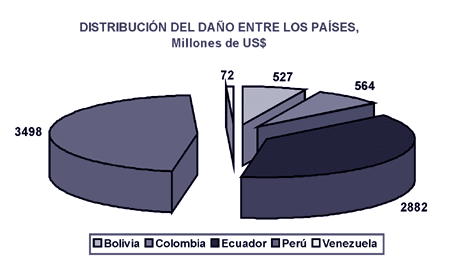 DISTRIBUCIÓN DEL DAÑO ENTRE LOS PAÍSES,
Millones de US$
72
527
564
3498
2882
Bolivia Colombia Ecuador Perú Venezuela